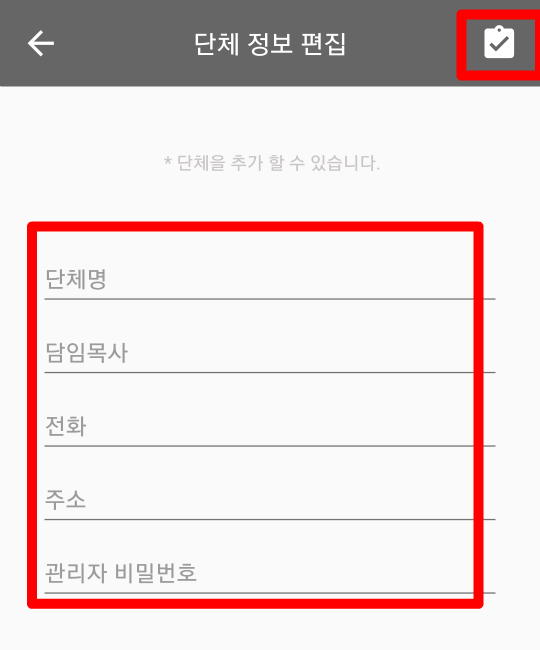 단체 정보 편집
* 단체을 추가 할 수 있습니다.
단체명
담임목사
전화
주소
관리자 비밀번호